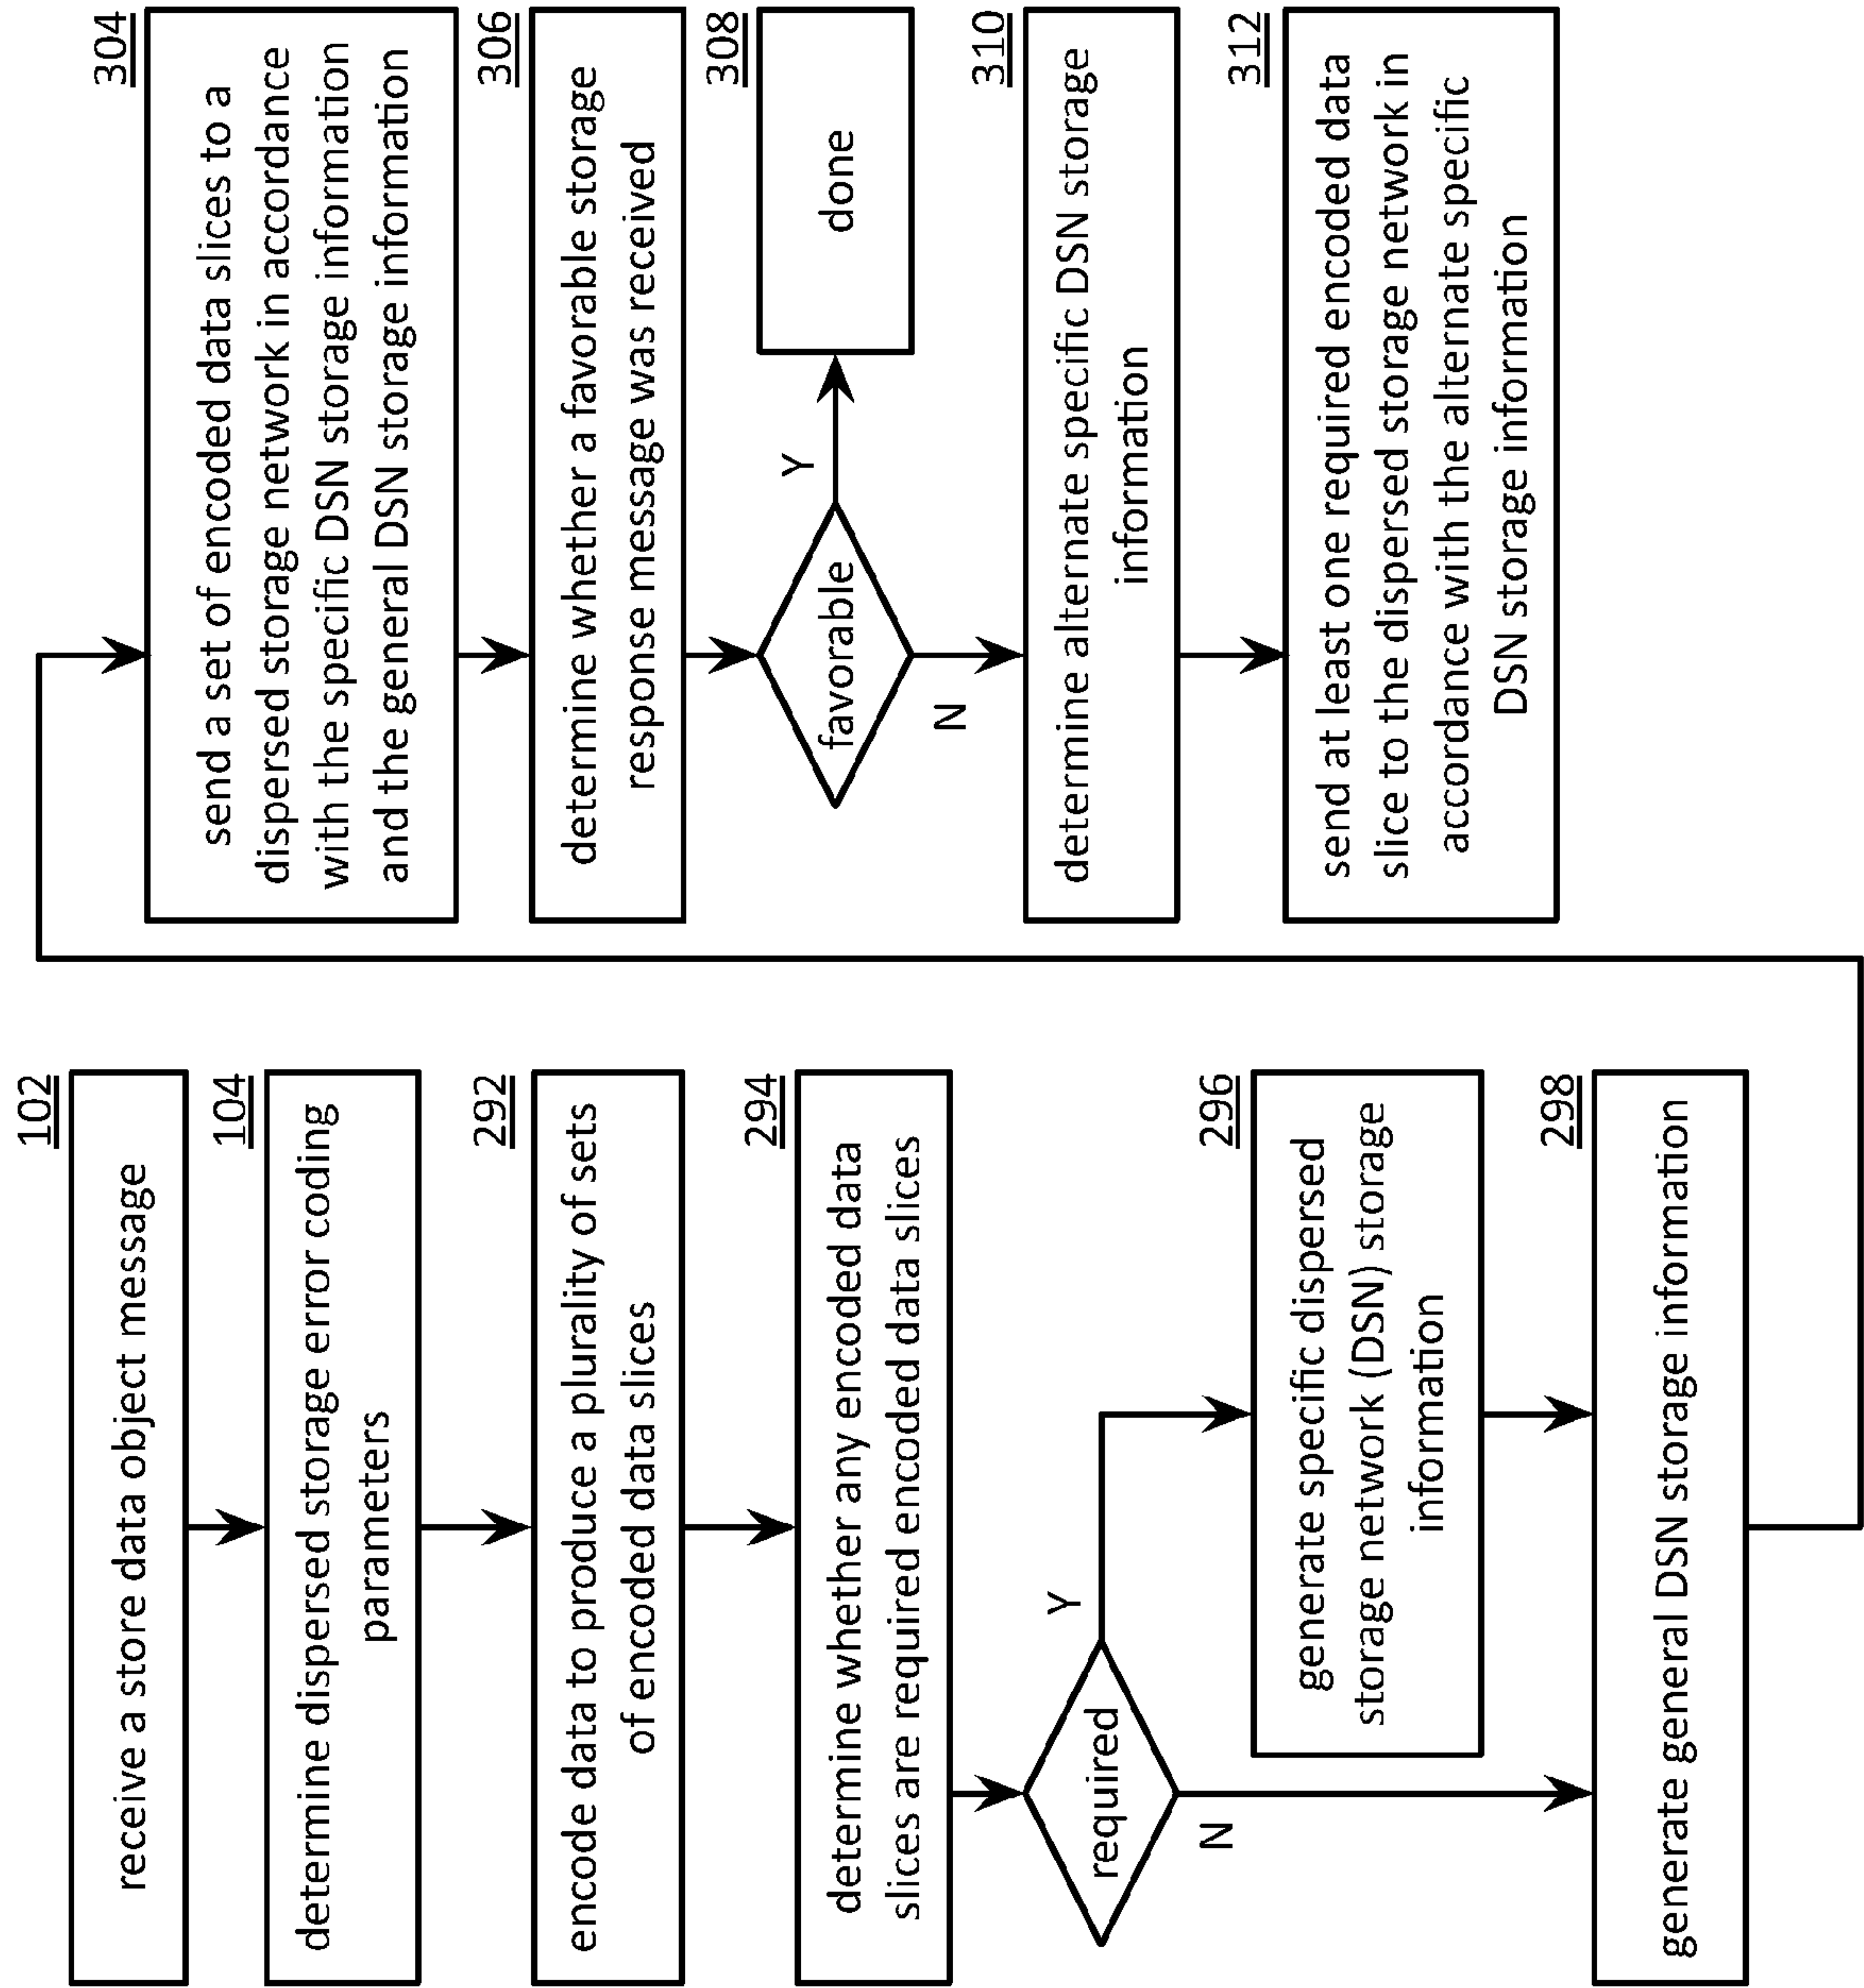 102
receive a store data object message
104
determine dispersed storage error coding
parameters
292
encode data to produce a plurality of sets
of encoded data slices
294
determine whether any encoded data
slices are required encoded data slices
required
Y
N
296
generate specific dispersed
storage network (DSN) storage
information
298
generate general DSN storage information
304
send a set of encoded data slices to a
dispersed storage network in accordance
with the specific DSN storage information
and the general DSN storage information
306
determine whether a favorable storage
response message was received
favorable
Y
N
308
done
310
determine alternate specific DSN storage
information
312
send at least one required encoded data
slice to the dispersed storage network in
accordance with the alternate specific
DSN storage information